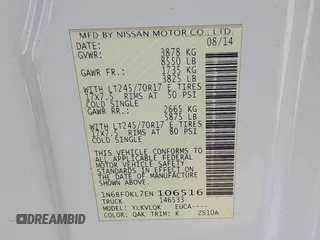 MFD BY NISSAN MOTOR CO., LTD.
DATE: 08/14
GVWR: 3878 KG
8550 LB
GAWR FR.: 1735 KG
3825 LB
WITH LT245/70R17 E TIRES
17X7.5 RIMS AT 50 PSI
COLD SINGLE
GAWR RR.: 2665 KG
5875 LB
WITH LT245/70R17 E TIRES
17X7.5 RIMS AT 80 PSI
COLD SINGLE
THIS VEHICLE CONFORMS TO ALL
APPLICABLE FEDERAL MOTOR
VEHICLE SAFETY STANDARDS IN
EFFECT ON THE DATE OF
MANUFACTURE SHOWN ABOVE
1N6BF0KL7EN106516
TRUCK 146533
MODEL: YLKVLQK EUCA----
COLOR: QAK TRIM: K Z510A